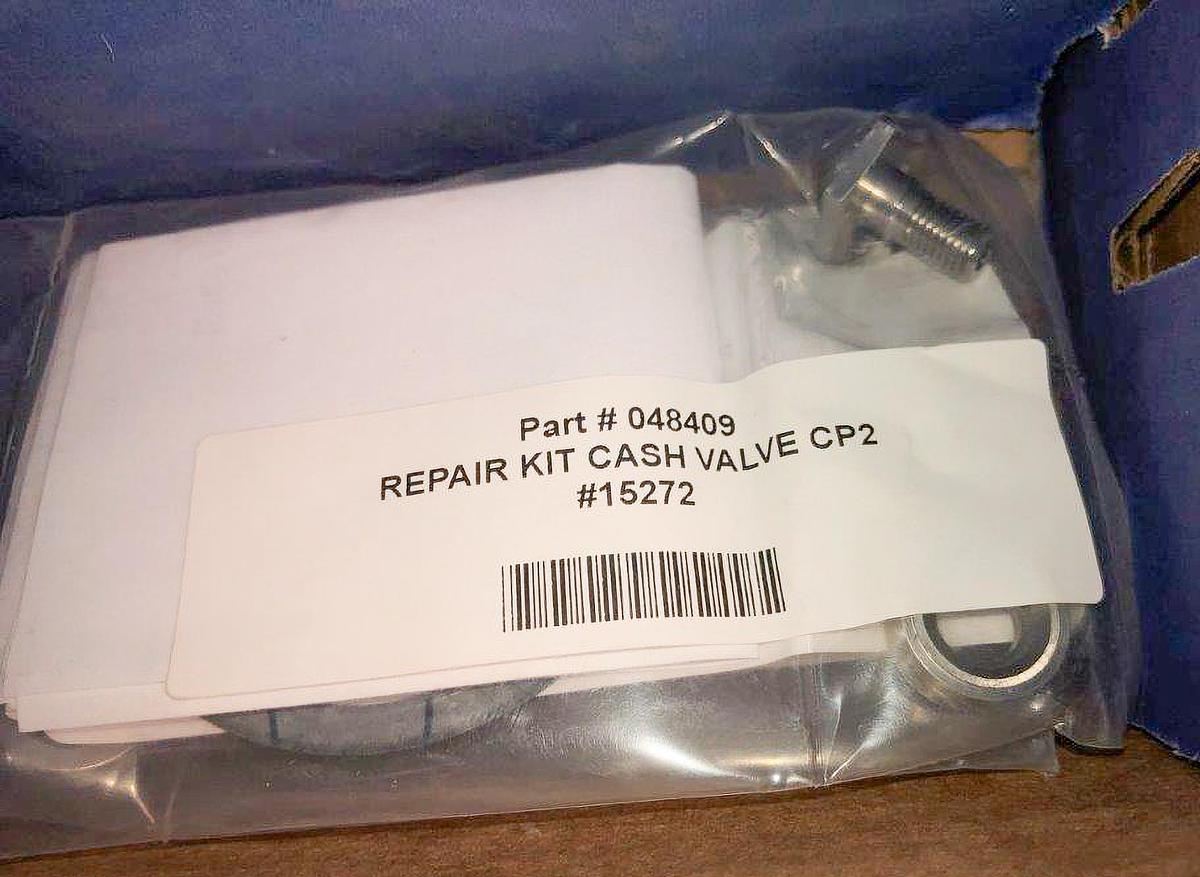 Part # 048409
REPAIR KIT CASH VALVE CP2
#15272